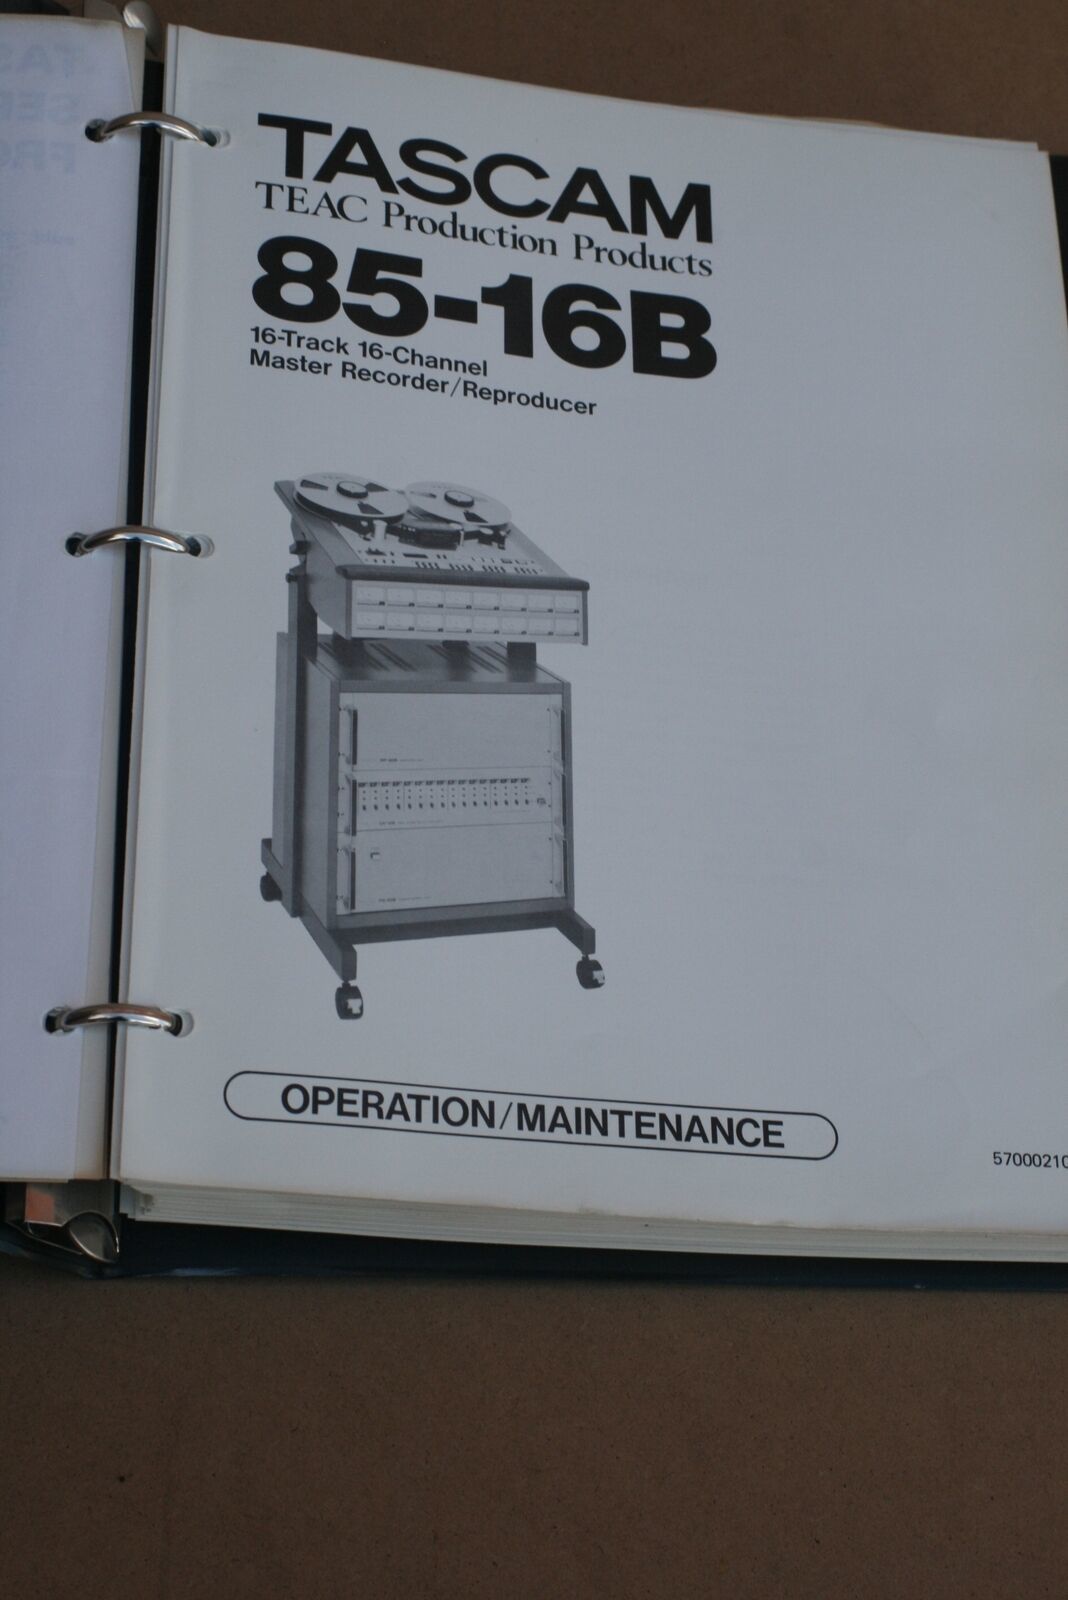 TASCAM
TEAC Production Products
85-16B
16-Track 16-Channel
Master Recorder/Reproducer
OPERATION/MAINTENANCE
5700021